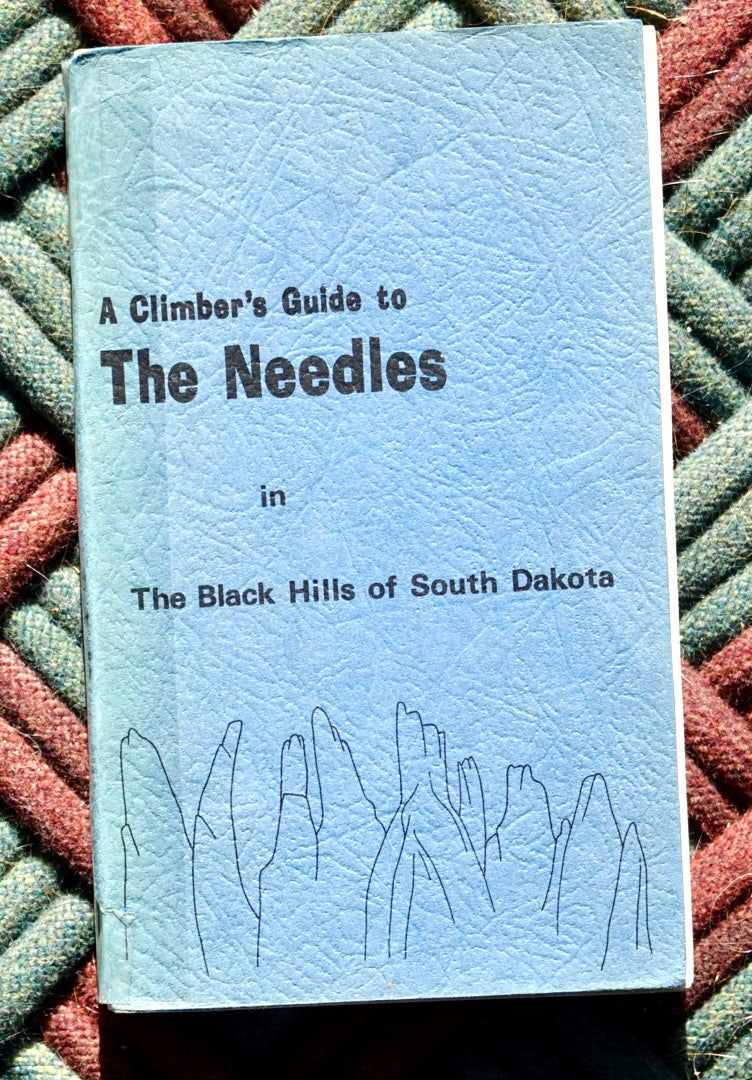 A Climber's Guide to
The Needles
in
The Black Hills of South Dakota